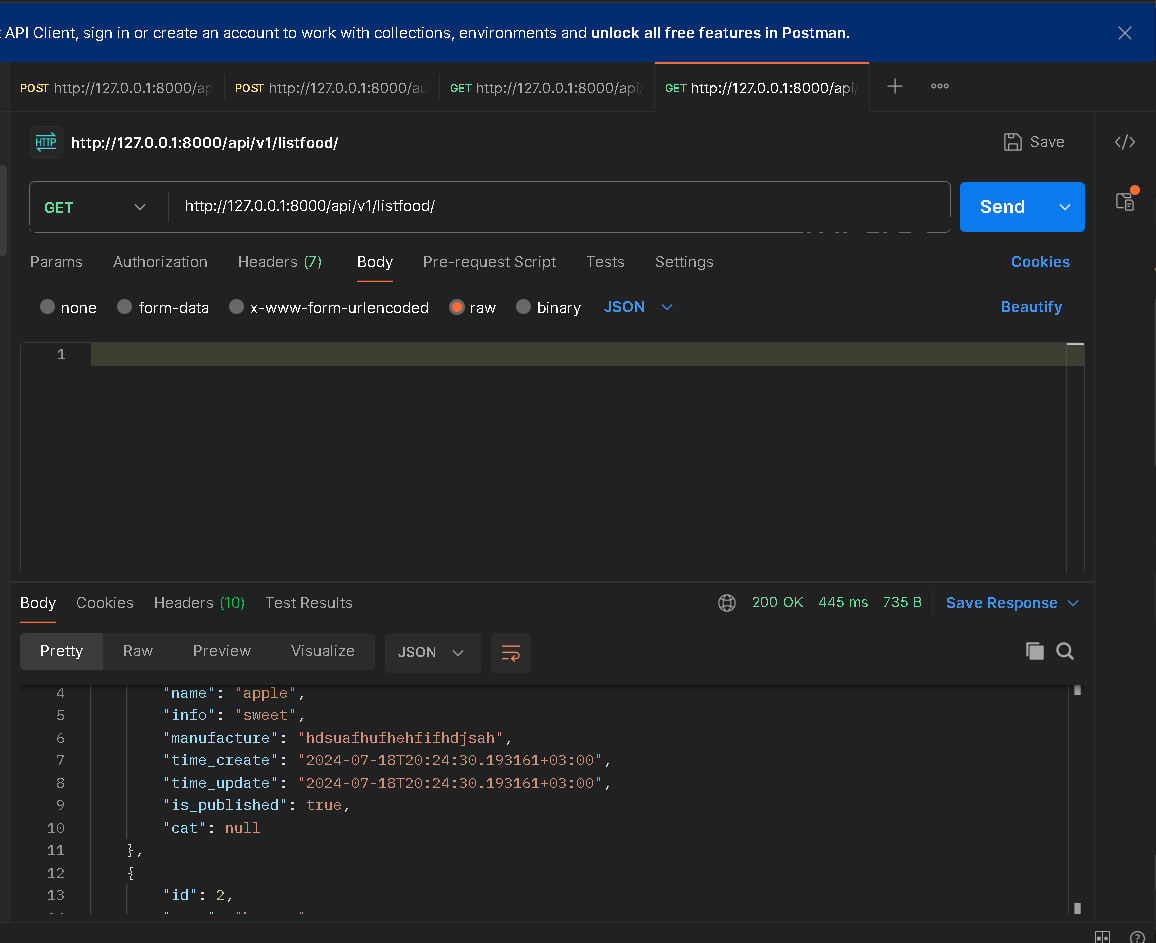 API Client, sign in or create an account to work with collections, environments and unlock all free features in Postman.
POST http://127.0.0.1:8000/ap
POST http://127.0.0.1:8000/au
GET http://127.0.0.1:8000/api/
GET http://127.0.0.1:8000/api/
HTTP http://127.0.0.1:8000/api/v1/listfood/
Save
GET http://127.0.0.1:8000/api/v1/listfood/
Send
Params Authorization Headers (7) Body Pre-request Script Tests Settings Cookies
none form-data x-www-form-urlencoded raw binary JSON Beautify
1
Body Cookies Headers (10) Test Results 200 OK 445 ms 735 B Save Response
Pretty Raw Preview Visualize JSON
4 "name": "apple",
5 "info": "sweet",
6 "manufacture": "hdsuafhufhehfifhdjsah",
7 "time_create": "2024-07-18T20:24:30.193161+03:00",
8 "time_update": "2024-07-18T20:24:30.193161+03:00",
9 "is_published": true,
10 "cat": null
11 },
12 {
13 "id": 2,